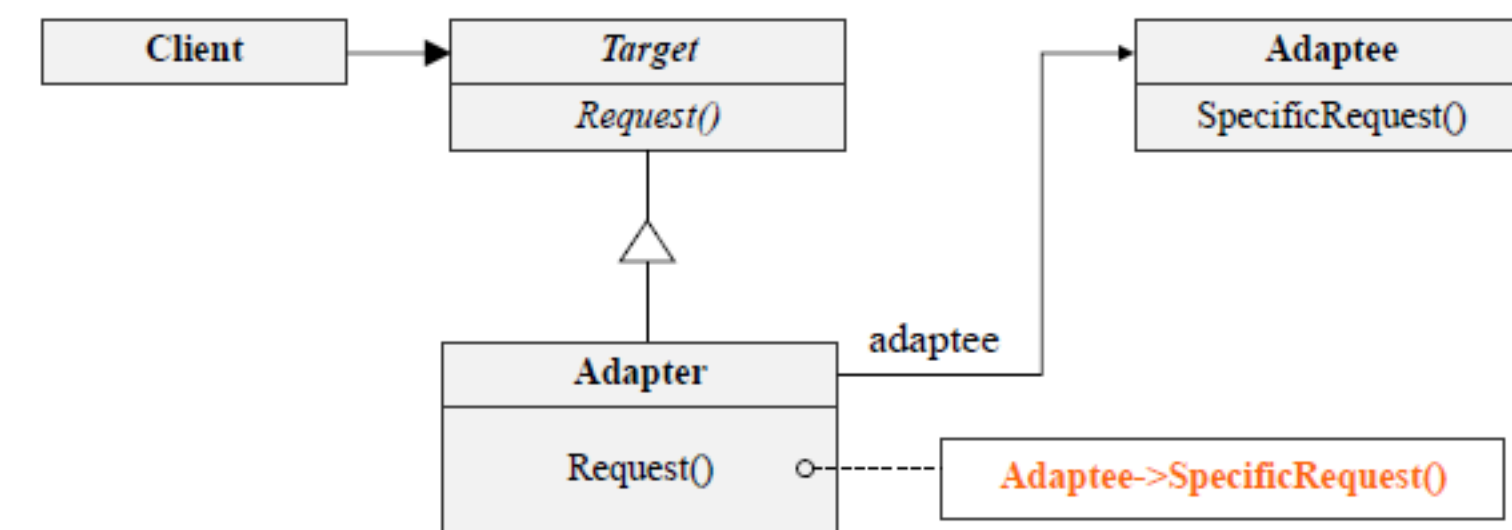 Client
Target
Request()
Adaptee
SpecificRequest()
adaptee
Adapter
Request()
Adaptee->SpecificRequest()